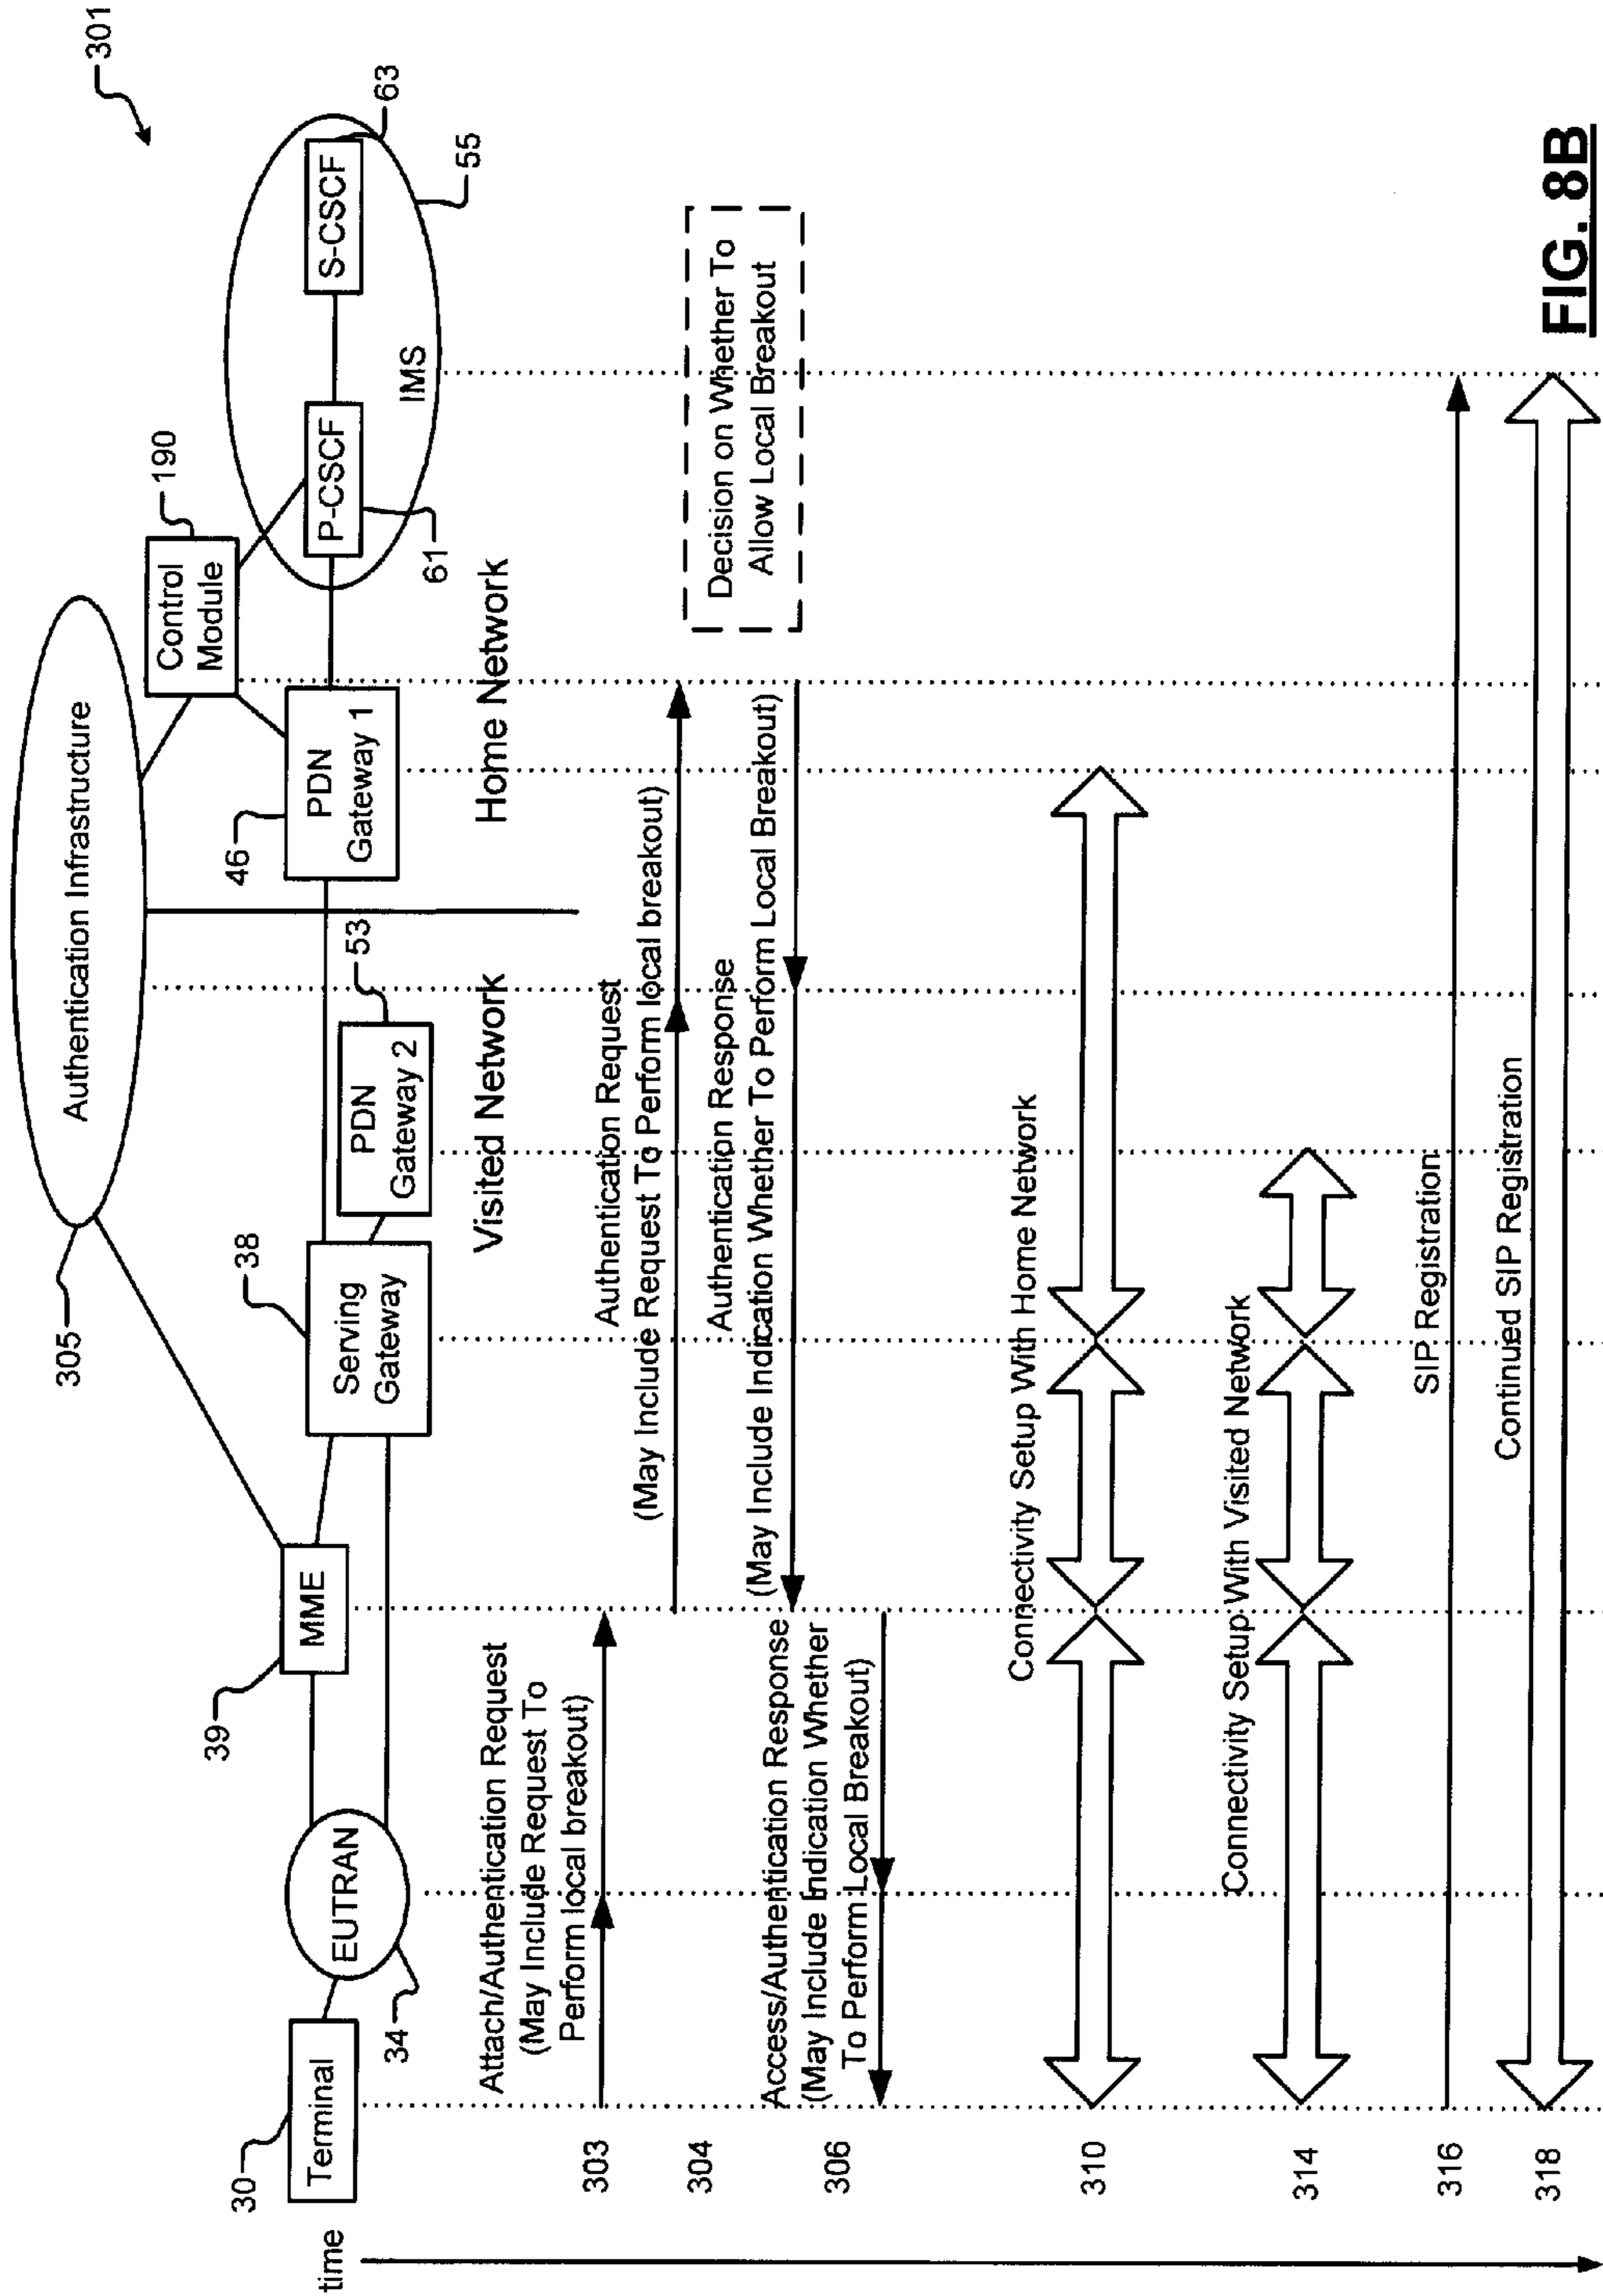 301
Authentication Infrastructure
305
Control
Module
190
Terminal
30
EUTRAN
34
MME
39
Serving
Gateway
38
PDN
Gateway 2
53
PDN
Gateway 1
46
P-CSCF
61
S-CSCF
63
IMS
55
Visited Network
Home Network
time
303
Attach/Authentication Request
(May Include Request To
Perform local breakout)
304
Authentication Request
(May Include Request To Perform local breakout)
Decision on Whether To
Allow Local Breakout
Authentication Response
(May Include Indication Whether To Perform Local Breakout)
306
Access/Authentication Response
(May Include Indication Whether
To Perform Local Breakout)
310
Connectivity Setup With Home Network
314
Connectivity Setup With Visited Network
316
SIP Registration
318
Continued SIP Registration
FIG. 8B